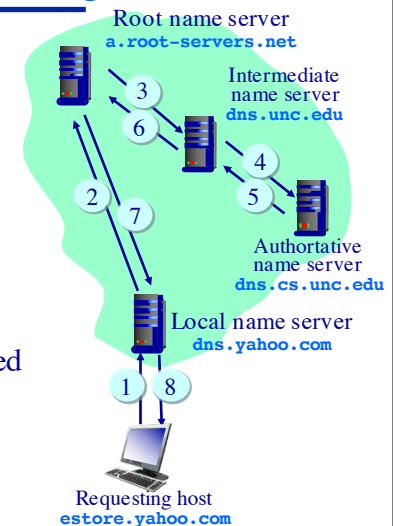 Root name server
a.root-servers.net
Intermediate
name server
dns.unc.edu
3
6
4
5
2
7
Authortative
name server
dns.cs.unc.edu
Local name server
dns.yahoo.com
ed
1
8
Requesting host
estore.yahoo.com